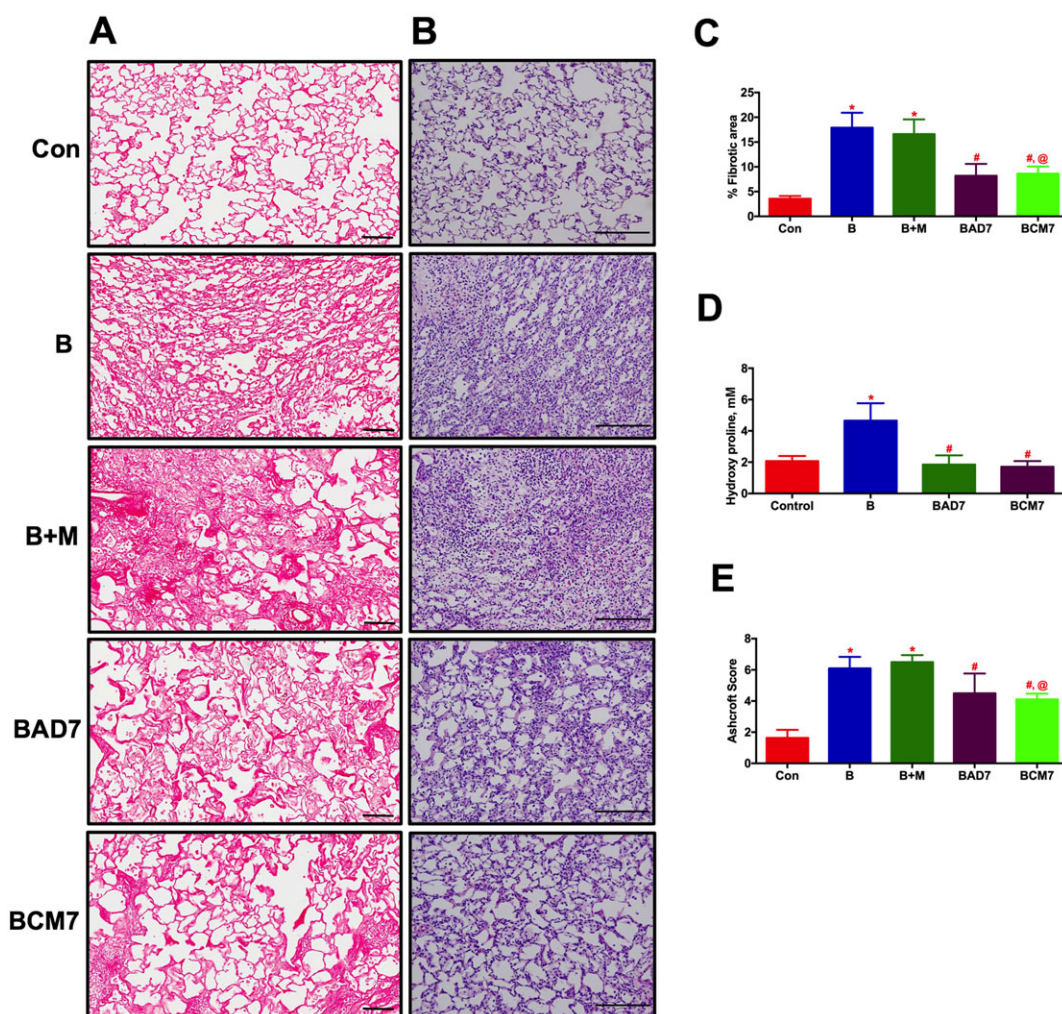 A
B
Con
B
B+M
BAD7
BCM7
C
% Fibrotic area
25
20
15
10
5
0
*
*
#
#, @
Con B B+M BAD7 BCM7
D
Hydroxy proline, mM
8
6
4
2
0
*
#
#
Control B BAD7 BCM7
E
Ashcroft Score
8
6
4
2
0
*
*
#
#, @
Con B B+M BAD7 BCM7